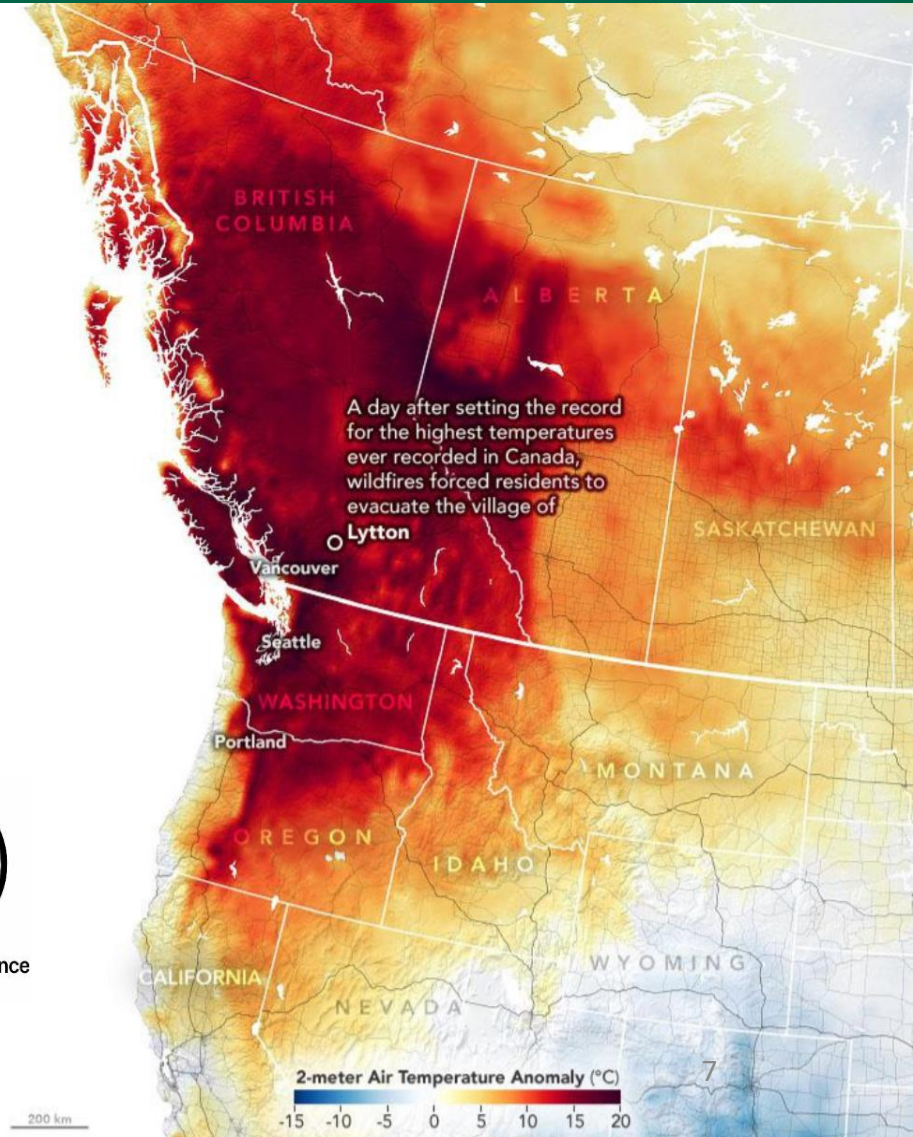 BRITISH
COLUMBIA
ALBERTA
A day after setting the record
for the highest temperatures
ever recorded in Canada,
wildfires forced residents to
evacuate the village of
Lytton
SASKATCHEWAN
Vancouver
Seattle
WASHINGTON
Portland
MONTANA
OREGON
IDAHO
nce
WYOMING
CALIFORNIA
NEVADA
7
2-meter Air Temperature Anomaly (°C)
-15 -10 -5 0 5 10 15 20
200 km